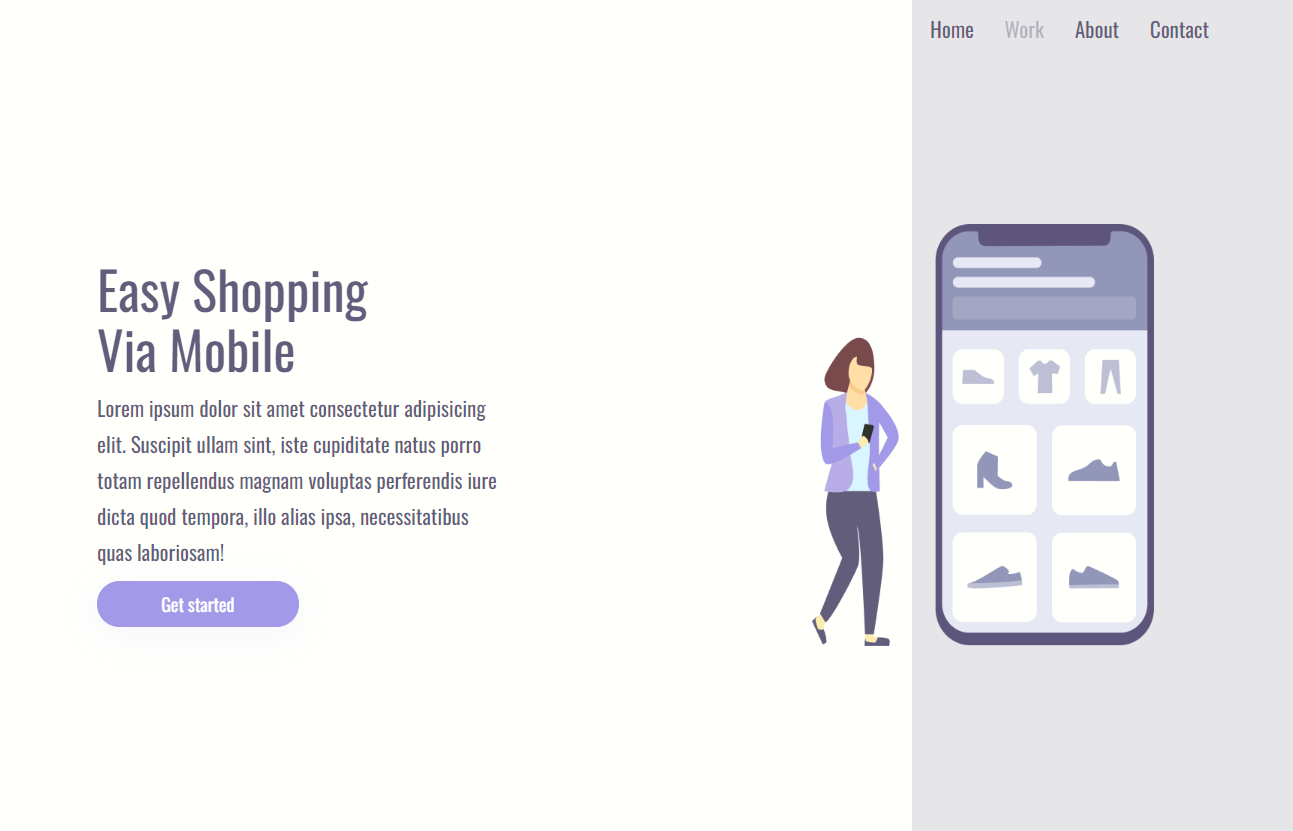 Home Work About Contact
Easy Shopping
Via Mobile
Lorem ipsum dolor sit amet consectetur adipisicing
elit. Suscipit ullam sint, iste cupiditate natus porro
totam repellendus magnam voluptas perferendis iure
dicta quod tempora, illo alias ipsa, necessitatibus
quas laboriosam!
Get started